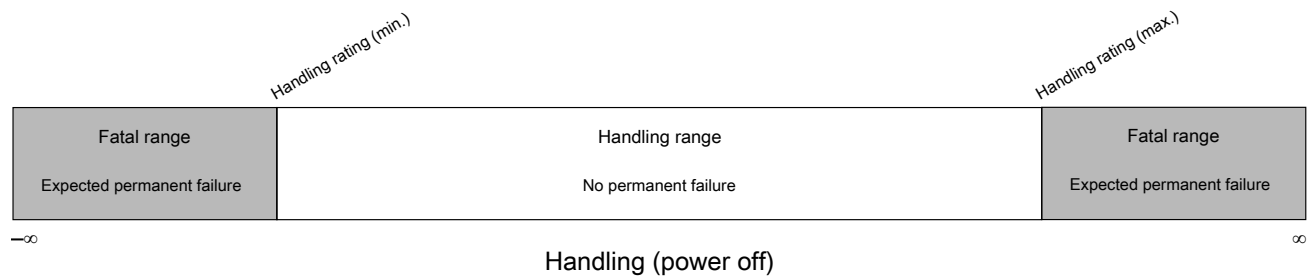 Handling rating (min.)
Handling rating (max.)
Fatal range
Handling range
Fatal range
Expected permanent failure
No permanent failure
Expected permanent failure
–∞
∞
Handling (power off)